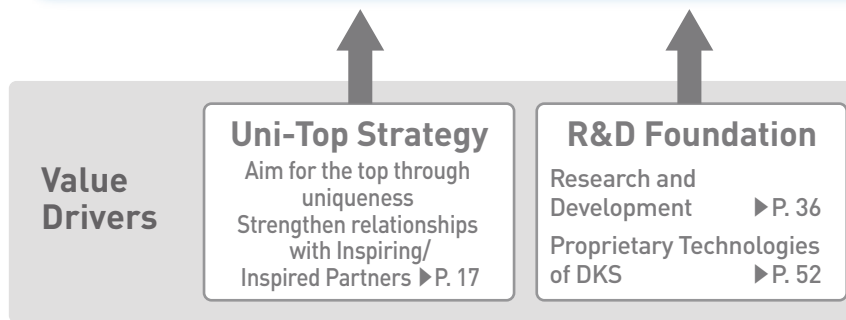 Value
Drivers
Uni-Top Strategy
Aim for the top through
uniqueness
Strengthen relationships
with Inspiring/
Inspired Partners ▶P. 17
R&D Foundation
Research and
Development ▶P. 36
Proprietary Technologies
of DKS ▶P. 52